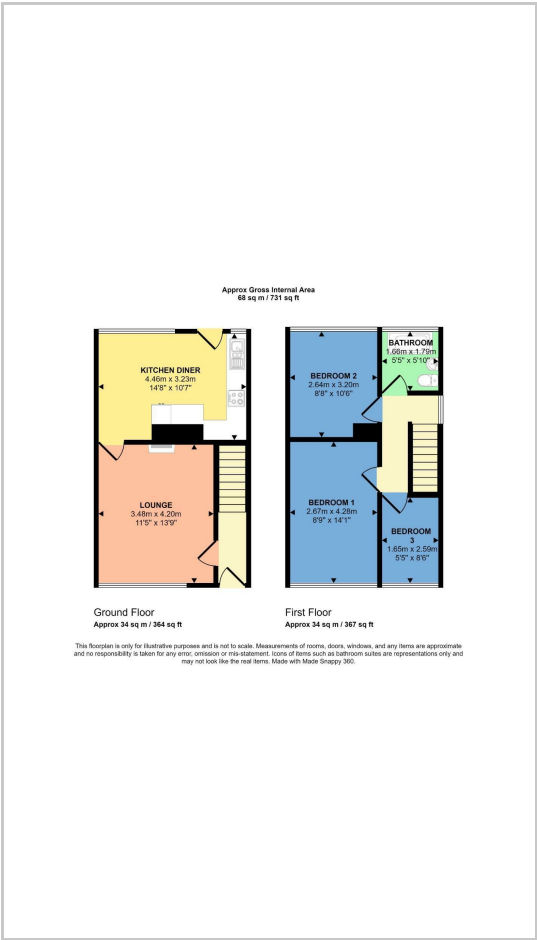 Approx Gross Internal Area
68 sq m / 731 sq ft
KITCHEN DINER
4.46m x 3.23m
14'8" x 10'7"
LOUNGE
3.48m x 4.20m
11'5" x 13'9"
BEDROOM 2
2.64m x 3.20m
8'8" x 10'6"
BATHROOM
1.66m x 1.79m
5'5" x 5'10"
BEDROOM 1
2.67m x 4.28m
8'9" x 14'1"
BEDROOM
3
1.65m x 2.59m
5'5" x 8'6"
Ground Floor
Approx 34 sq m / 364 sq ft
First Floor
Approx 34 sq m / 367 sq ft
This floorplan is only for illustrative purposes and is not to scale. Measurements of rooms, doors, windows, and any items are approximate
and no responsibility is taken for any error, omission or mis-statement. Icons of items such as bathroom suites are representations only and
may not look like the real items. Made with Made Snappy 360.